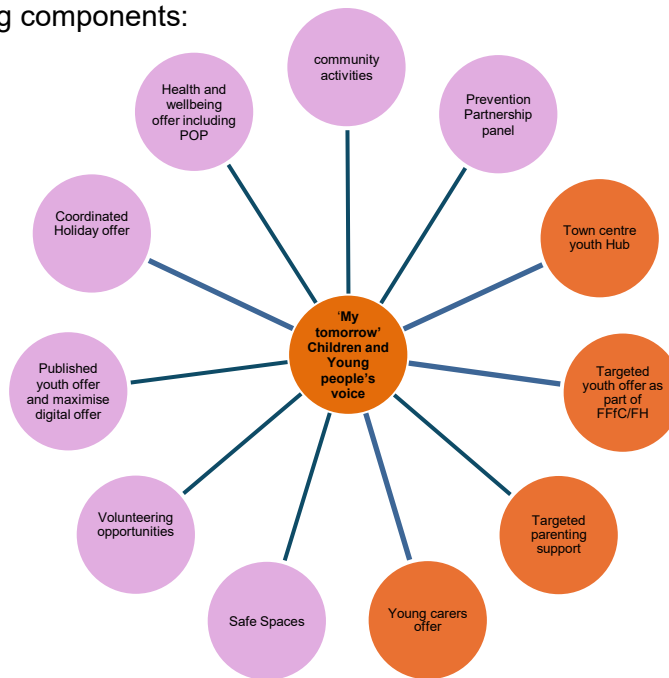 g components:
community
activities
Prevention
Partnership
panel
Town centre
youth Hub
Targeted
youth offer as
part of
FFfC/FH
Targeted
parenting
support
Young carers
offer
Safe Spaces
Volunteering
opportunities
Published
youth offer
and maximise
digital offer
Coordinated
Holiday offer
Health and
wellbeing
offer including
POP
‘My
tomorrow’
Children and
Young
people’s
voice